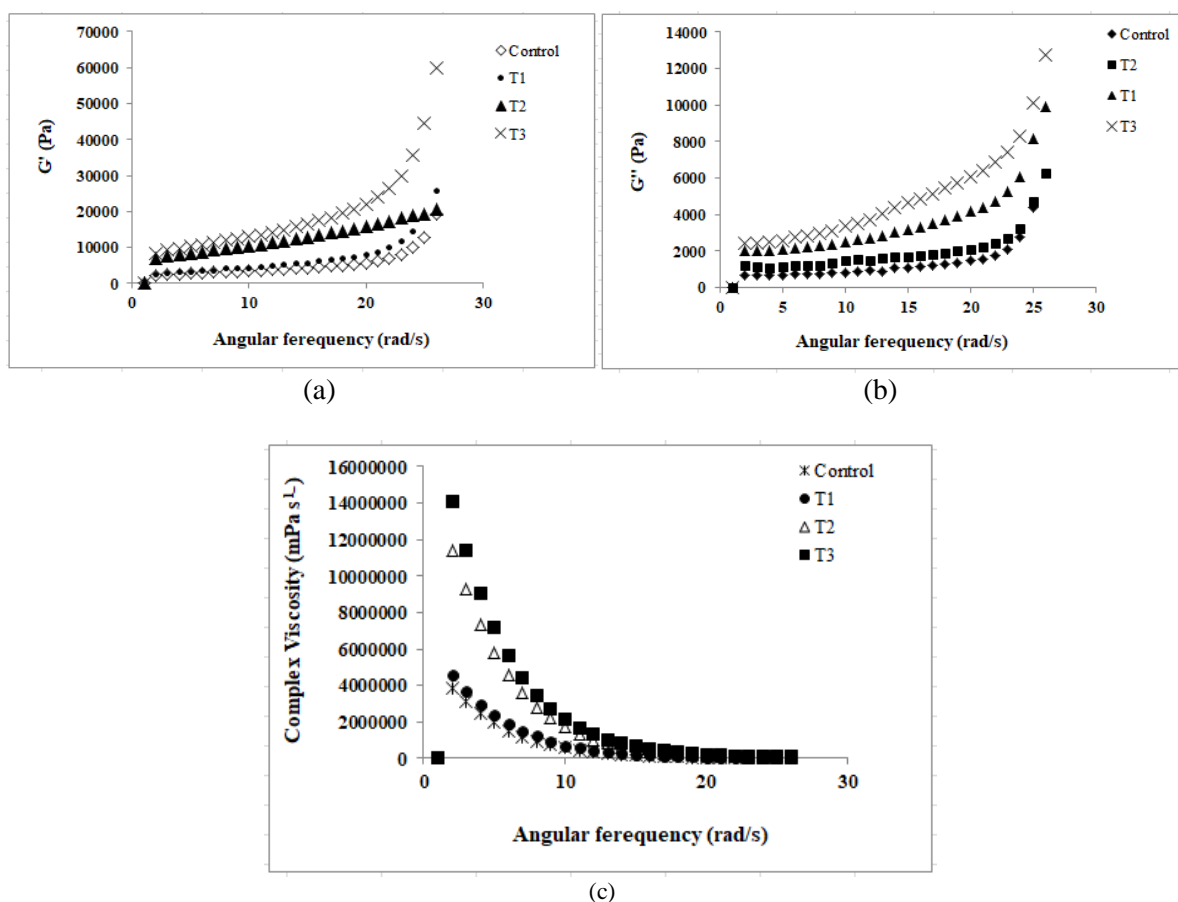 G' (Pa)
70000
60000
50000
40000
30000
20000
10000
0
0 10 20 30
Angular ferequency (rad/s)
Control
T1
T2
T3
(a)
G'' (Pa)
14000
12000
10000
8000
6000
4000
2000
0
0 5 10 15 20 25 30
Angular ferequency (rad/s)
Control
T2
T1
T3
(b)
Complex Viscosity (mPa s¹⁻)
16000000
14000000
12000000
10000000
8000000
6000000
4000000
2000000
0
0 10 20 30
Angular ferequency (rad/s)
Control
T1
T2
T3
(c)